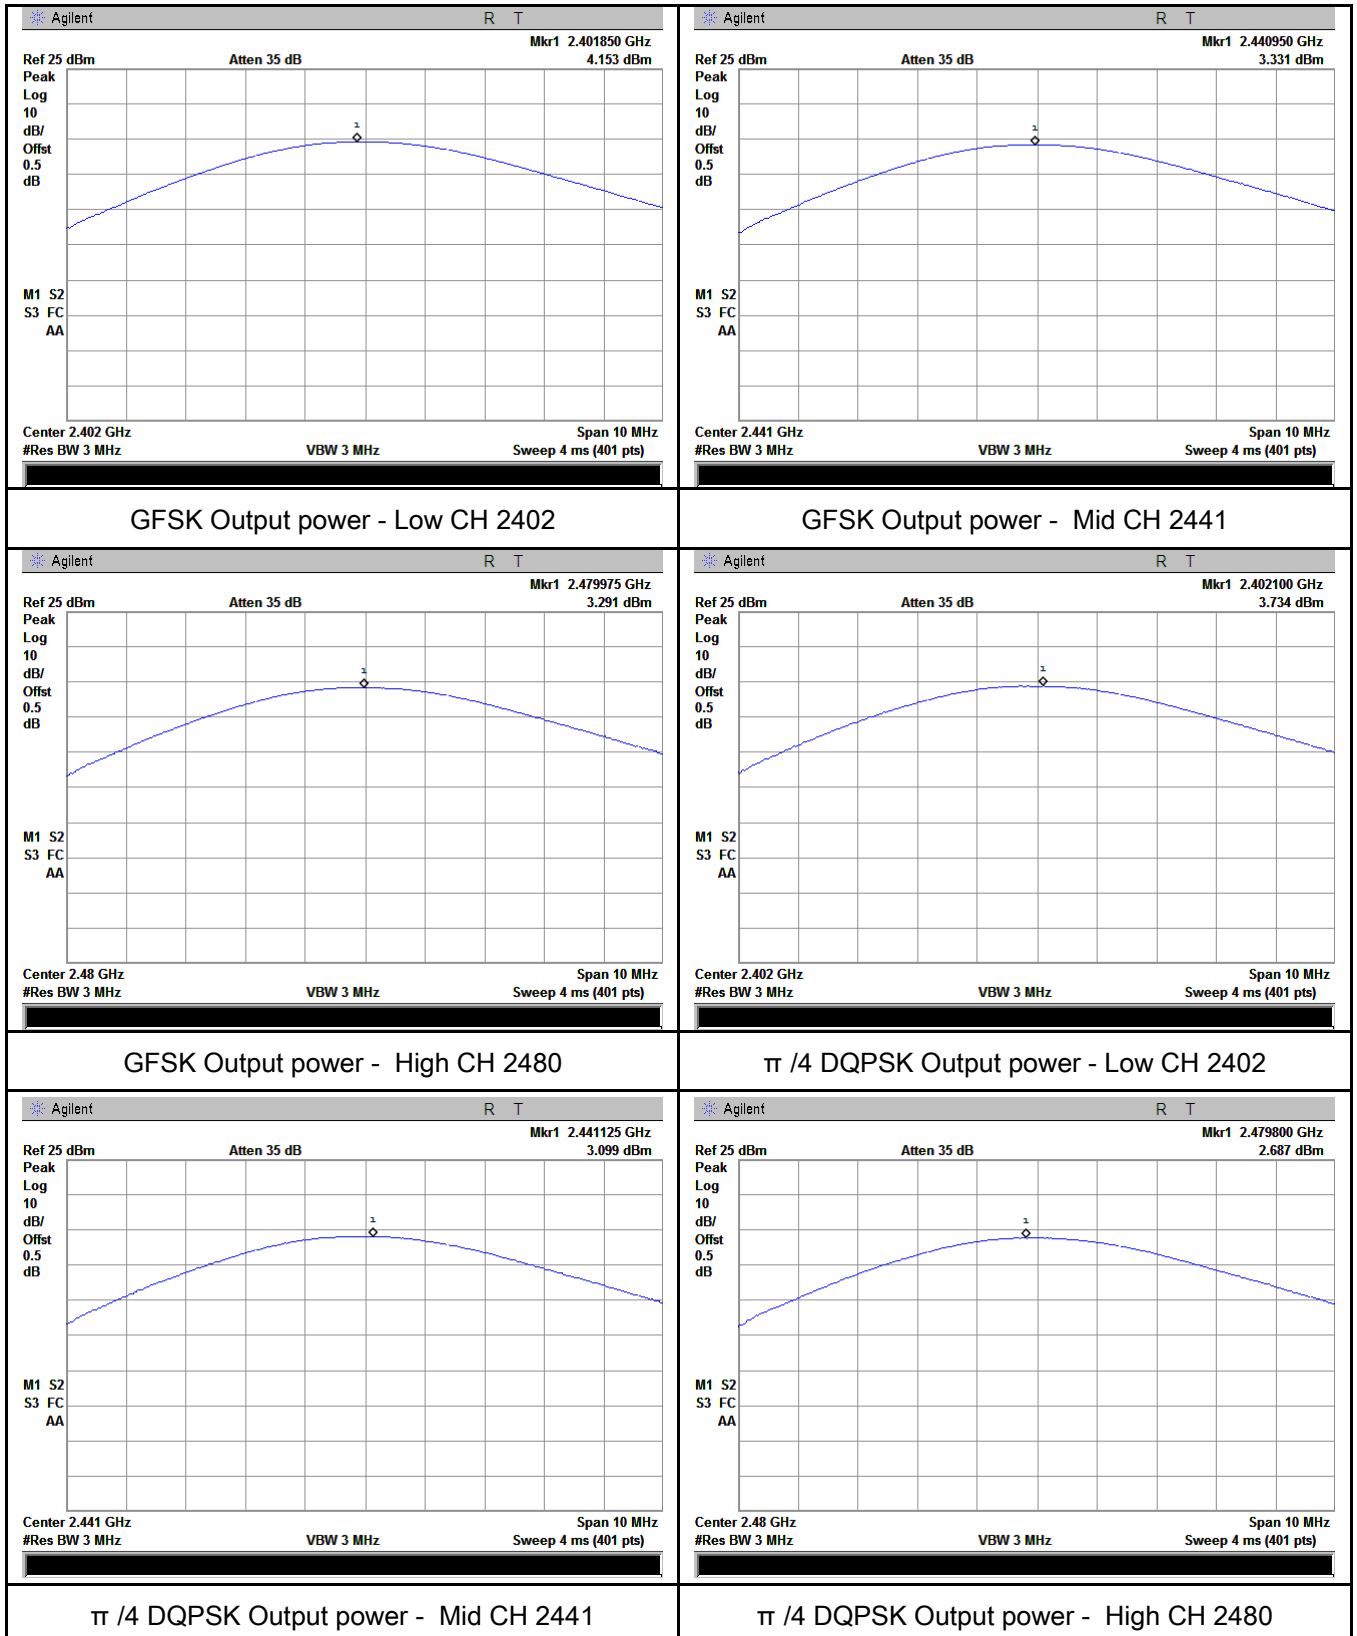 Agilent R T
Mkr1 2.401850 GHz
Ref 25 dBm Atten 35 dB 4.153 dBm
Peak
Log
10
dB/
Offst
0.5
dB
1
M1 S2
S3 FC
AA
Center 2.402 GHz Span 10 MHz
#Res BW 3 MHz VBW 3 MHz Sweep 4 ms (401 pts)
GFSK Output power - Low CH 2402
Agilent R T
Mkr1 2.440950 GHz
Ref 25 dBm Atten 35 dB 3.331 dBm
Peak
Log
10
dB/
Offst
0.5
dB
1
M1 S2
S3 FC
AA
Center 2.441 GHz Span 10 MHz
#Res BW 3 MHz VBW 3 MHz Sweep 4 ms (401 pts)
GFSK Output power - Mid CH 2441
Agilent R T
Mkr1 2.479975 GHz
Ref 25 dBm Atten 35 dB 3.291 dBm
Peak
Log
10
dB/
Offst
0.5
dB
1
M1 S2
S3 FC
AA
Center 2.48 GHz Span 10 MHz
#Res BW 3 MHz VBW 3 MHz Sweep 4 ms (401 pts)
GFSK Output power - High CH 2480
Agilent R T
Mkr1 2.402100 GHz
Ref 25 dBm Atten 35 dB 3.734 dBm
Peak
Log
10
dB/
Offst
0.5
dB
1
M1 S2
S3 FC
AA
Center 2.402 GHz Span 10 MHz
#Res BW 3 MHz VBW 3 MHz Sweep 4 ms (401 pts)
π /4 DQPSK Output power - Low CH 2402
Agilent R T
Mkr1 2.441125 GHz
Ref 25 dBm Atten 35 dB 3.099 dBm
Peak
Log
10
dB/
Offst
0.5
dB
1
M1 S2
S3 FC
AA
Center 2.441 GHz Span 10 MHz
#Res BW 3 MHz VBW 3 MHz Sweep 4 ms (401 pts)
π /4 DQPSK Output power - Mid CH 2441
Agilent R T
Mkr1 2.479800 GHz
Ref 25 dBm Atten 35 dB 2.687 dBm
Peak
Log
10
dB/
Offst
0.5
dB
1
M1 S2
S3 FC
AA
Center 2.48 GHz Span 10 MHz
#Res BW 3 MHz VBW 3 MHz Sweep 4 ms (401 pts)
π /4 DQPSK Output power - High CH 2480